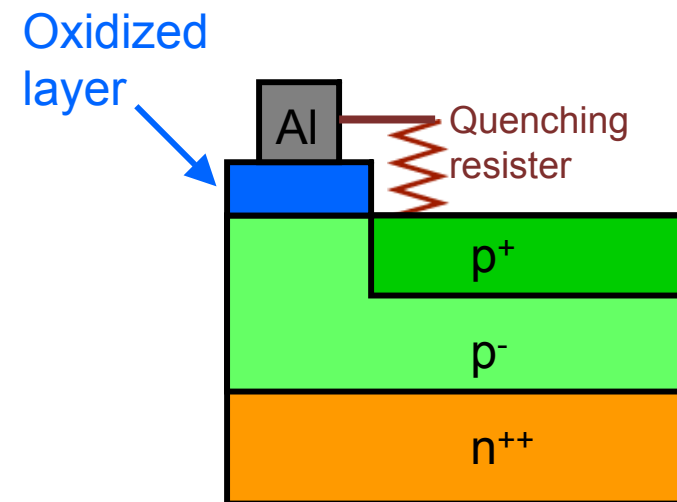 Oxidized
layer
Al
Quenching
resister
p⁺
p⁻
n⁺⁺